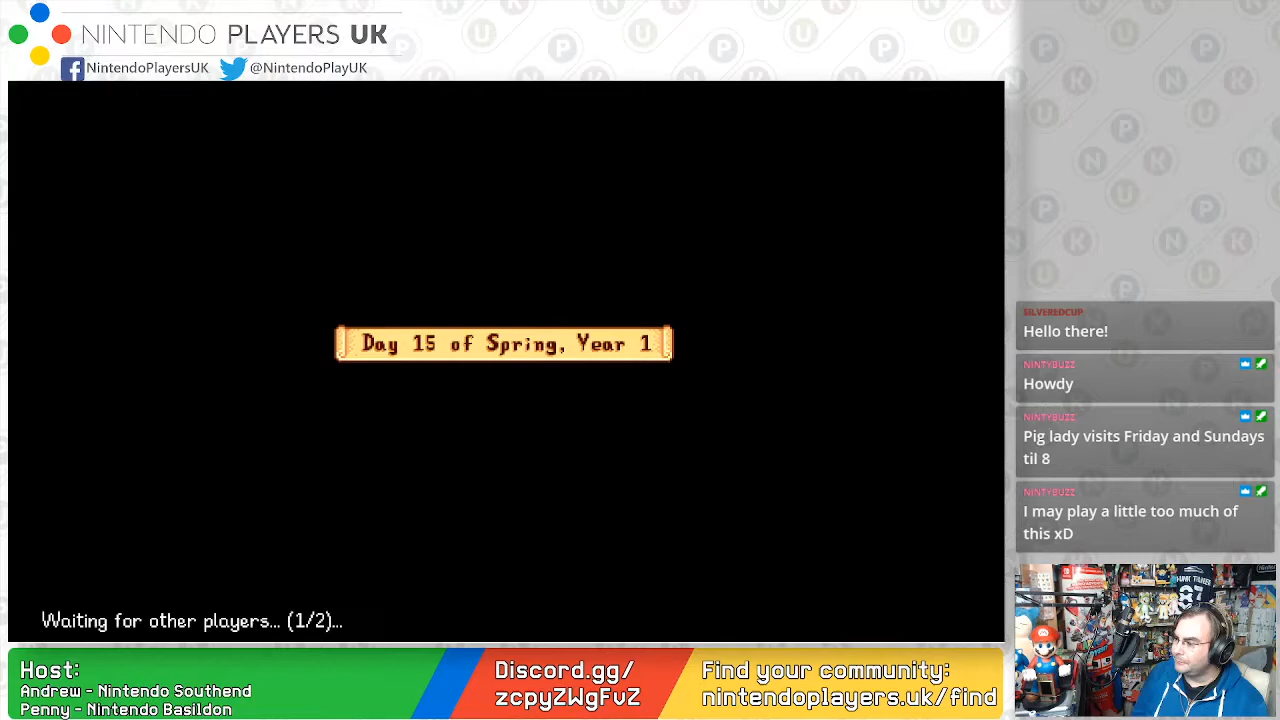 NINTENDO PLAYERS UK
NintendoPlayersUK @NintendoPlayUK
Day 15 of Spring, Year 1
Waiting for other players... (1/2)...
SILVEREDCUP
Hello there!
NINTYBUZZ
Howdy
NINTYBUZZ
Pig lady visits Friday and Sundays
til 8
NINTYBUZZ
I may play a little too much of
this xD
87
Host:
Andrew - Nintendo Southend
Penny - Nintendo Basildon
Discord.gg/
zcpyZWgFvZ
Find your community:
nintendoplayers.uk/find